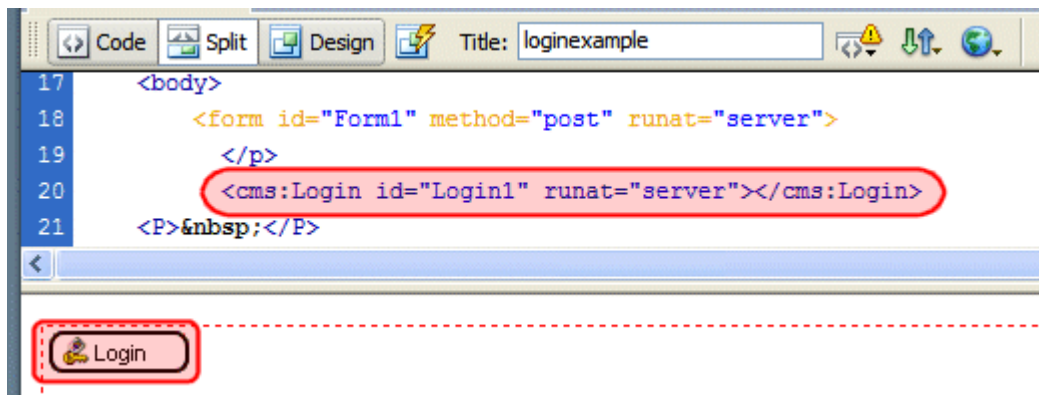 Code Split Design Title: loginexample
17 <body>
18 <form id="Form1" method="post" runat="server">
19 </p>
20 <cms:Login id="Login1" runat="server"></cms:Login>
21 <P>&nbsp;</P>
Login